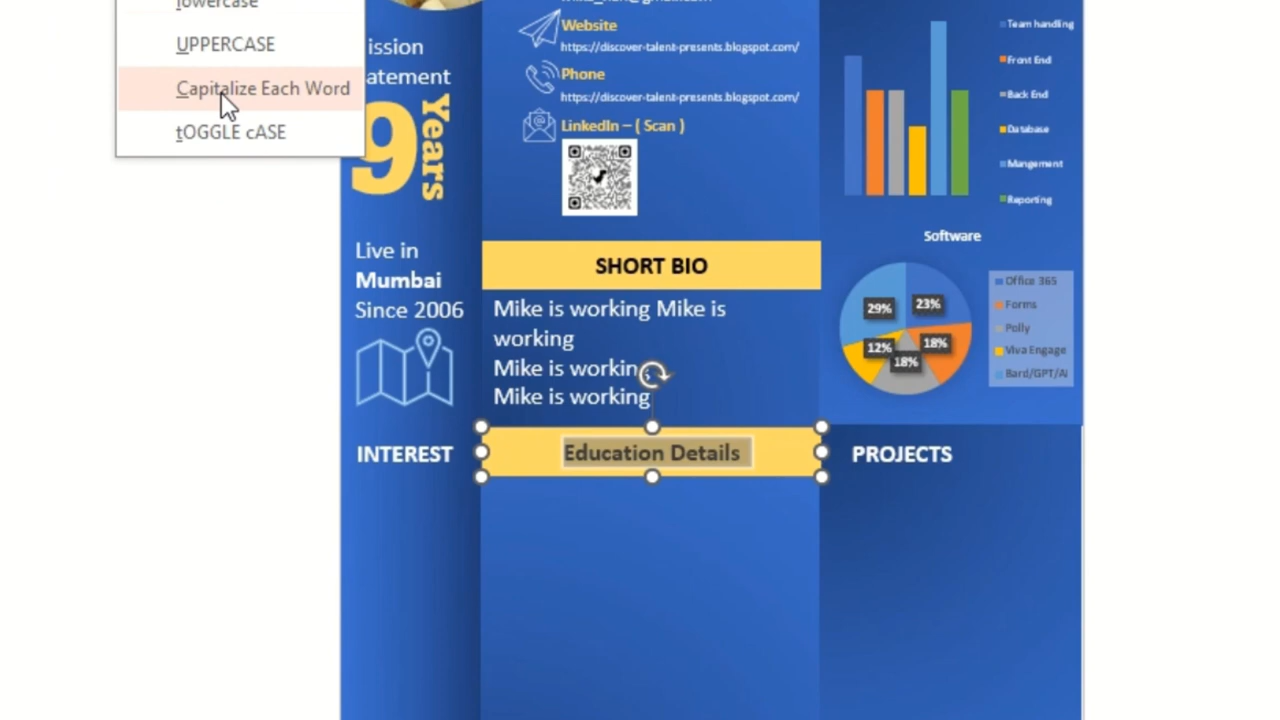 lowercase
UPPERCASE
Capitalize Each Word
tOGGLE cASE
ission
atement
9
Years
Live in
Mumbai
Since 2006
INTEREST
Website
https://discover-talent-presents.blogspot.com/
Phone
https://discover-talent-presents.blogspot.com/
LinkedIn – ( Scan )
SHORT BIO
Mike is working Mike is
working
Mike is working
Mike is working
Education Details
Team handling
Front End
Back End
Database
Mangement
Reporting
Software
29%
23%
12%
18%
18%
Office 365
Forms
Polly
Viva Engage
Bard/GPT/AI
PROJECTS